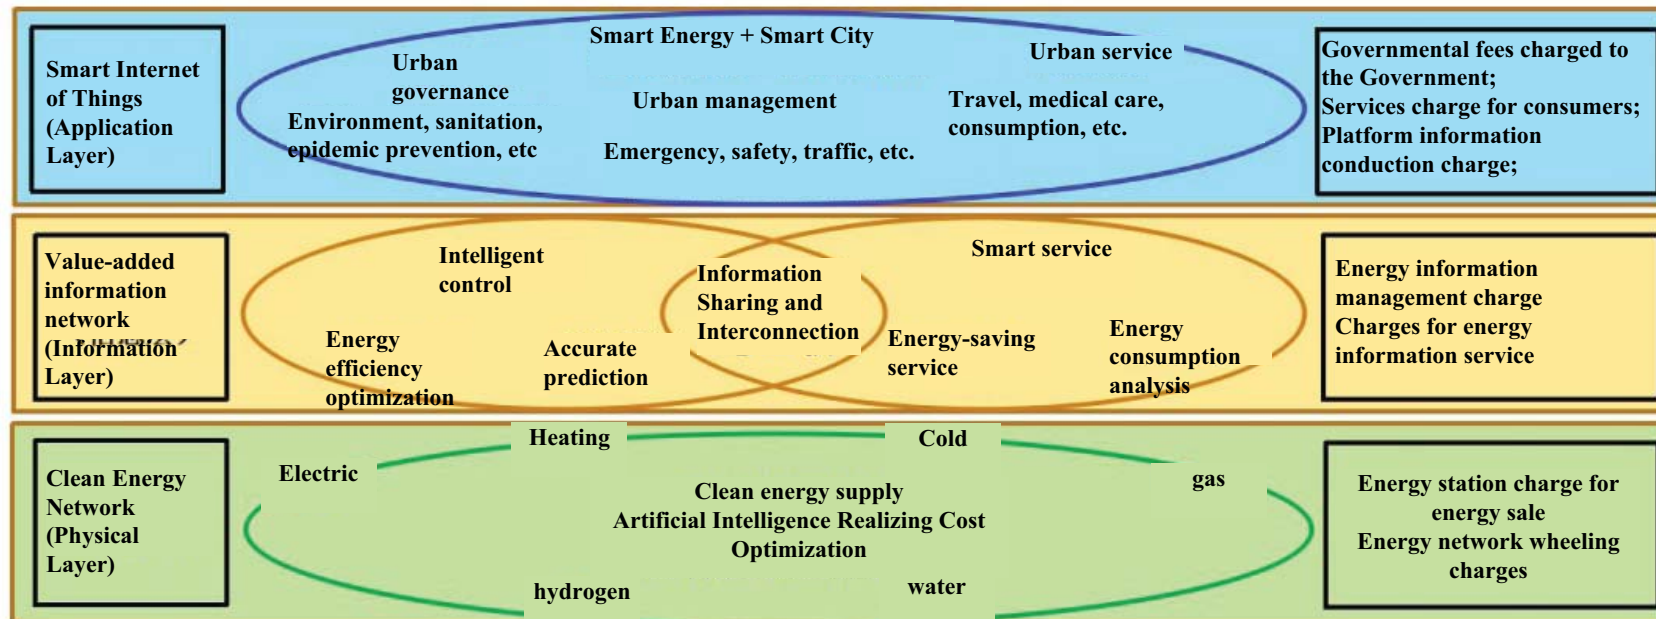 Smart Internet
of Things
(Application
Layer)
Smart Energy + Smart City
Urban
governance
Environment, sanitation,
epidemic prevention, etc
Urban management
Emergency, safety, traffic, etc.
Urban service
Travel, medical care,
consumption, etc.
Governmental fees charged to
the Government;
Services charge for consumers;
Platform information
conduction charge;
Value-added
information
network
(Information
Layer)
Intelligent
control
Energy
efficiency
optimization
Accurate
prediction
Information
Sharing and
Interconnection
Smart service
Energy-saving
service
Energy
consumption
analysis
Energy information
management charge
Charges for energy
information service
Clean Energy
Network
(Physical
Layer)
Electric
Heating
Cold
gas
Clean energy supply
Artificial Intelligence Realizing Cost
Optimization
hydrogen
water
Energy station charge for
energy sale
Energy network wheeling
charges